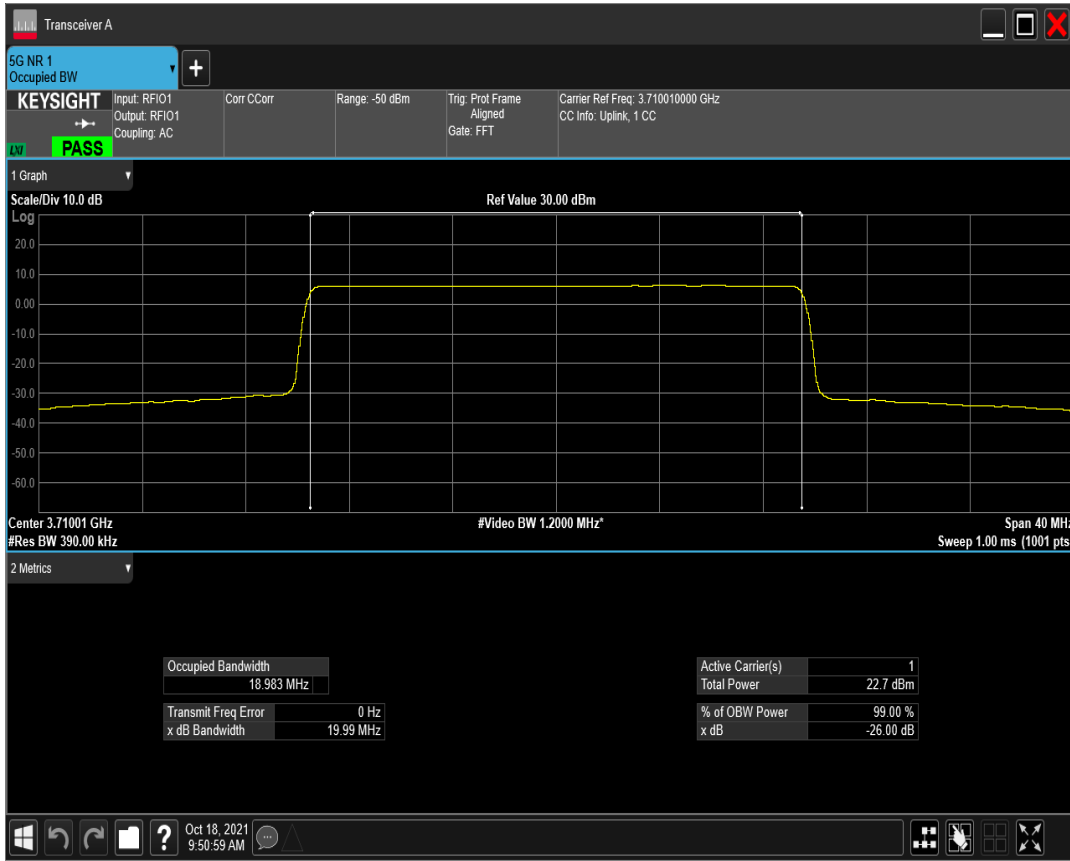 Transceiver A
5G NR 1
Occupied BW
KEYSIGHT
LXI
PASS
Input: RFIO1
Output: RFIO1
Coupling: AC
Corr CCorr
Range: -50 dBm
Trig: Prot Frame
Aligned
Gate: FFT
Carrier Ref Freq: 3.710010000 GHz
CC Info: Uplink, 1 CC
1 Graph
Scale/Div 10.0 dB
Ref Value 30.00 dBm
Log
20.0
10.0
0.00
-10.0
-20.0
-30.0
-40.0
-50.0
-60.0
Center 3.71001 GHz
#Video BW 1.2000 MHz*
Span 40 MHz
#Res BW 390.00 kHz
Sweep 1.00 ms (1001 pts
2 Metrics
Occupied Bandwidth
18.983 MHz
Transmit Freq Error 0 Hz
x dB Bandwidth 19.99 MHz
Active Carrier(s) 1
Total Power 22.7 dBm
% of OBW Power 99.00 %
x dB -26.00 dB
Oct 18, 2021
9:50:59 AM